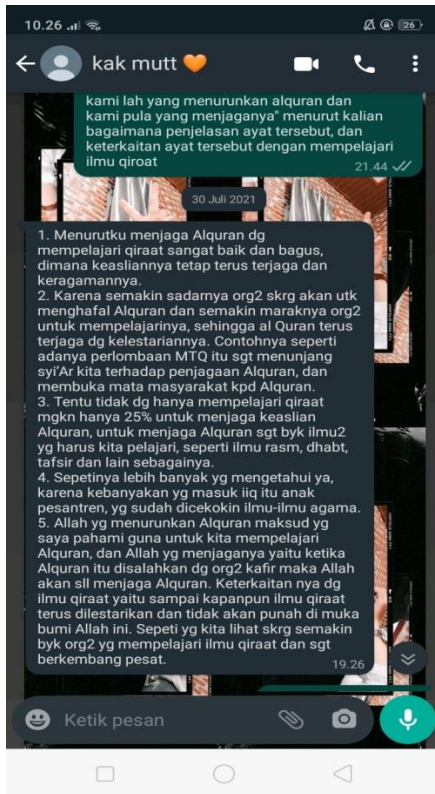 10.26
26
kak mutt 🧡
kami lah yang menurunkan alquran dan
kami pula yang menjaganya" menurut kalian
bagaimana penjelasan ayat tersebut, dan
keterkaitan ayat tersebut dengan mempelajari
ilmu qiroat
21.44
30 Juli 2021
1. Menurutku menjaga Alquran dg
mempelajari qiraat sangat baik dan bagus,
dimana keasliannya tetap terus terjaga dan
keragamannya.
2. Karena semakin sadarnya org2 skrg akan utk
menghafal Alquran dan semakin maraknya org2
untuk mempelajarinya, sehingga al Quran terus
terjaga dg kelestariannya. Contohnya seperti
adanya perlombaan MTQ itu sgt menunjang
syi'Ar kita terhadap penjagaan Alquran, dan
membuka mata masyarakat kpd Alquran.
3. Tentu tidak dg hanya mempelajari qiraat
mgkn hanya 25% untuk menjaga keaslian
Alquran, untuk menjaga Alquran sgt byk ilmu2
yg harus kita pelajari, seperti ilmu rasm, dhabt,
tafsir dan lain sebagainya.
4. Sepetinya lebih banyak yg mengetahui ya,
karena kebanyakan yg masuk iiq itu anak
pesantren, yg sudah dicekokin ilmu-ilmu agama.
5. Allah yg menurunkan Alquran maksud yg
saya pahami guna untuk kita mempelajari
Alquran, dan Allah yg menjaganya yaitu ketika
Alquran itu disalahkan dg org2 kafir maka Allah
akan sll menjaga Alquran. Keterkaitan nya dg
ilmu qiraat yaitu sampai kapanpun ilmu qiraat
terus dilestarikan dan tidak akan punah di muka
bumi Allah ini. Sepeti yg kita lihat skrg semakin
byk org2 yg mempelajari ilmu qiraat dan sgt
berkembang pesat.
19.26
Ketik pesan